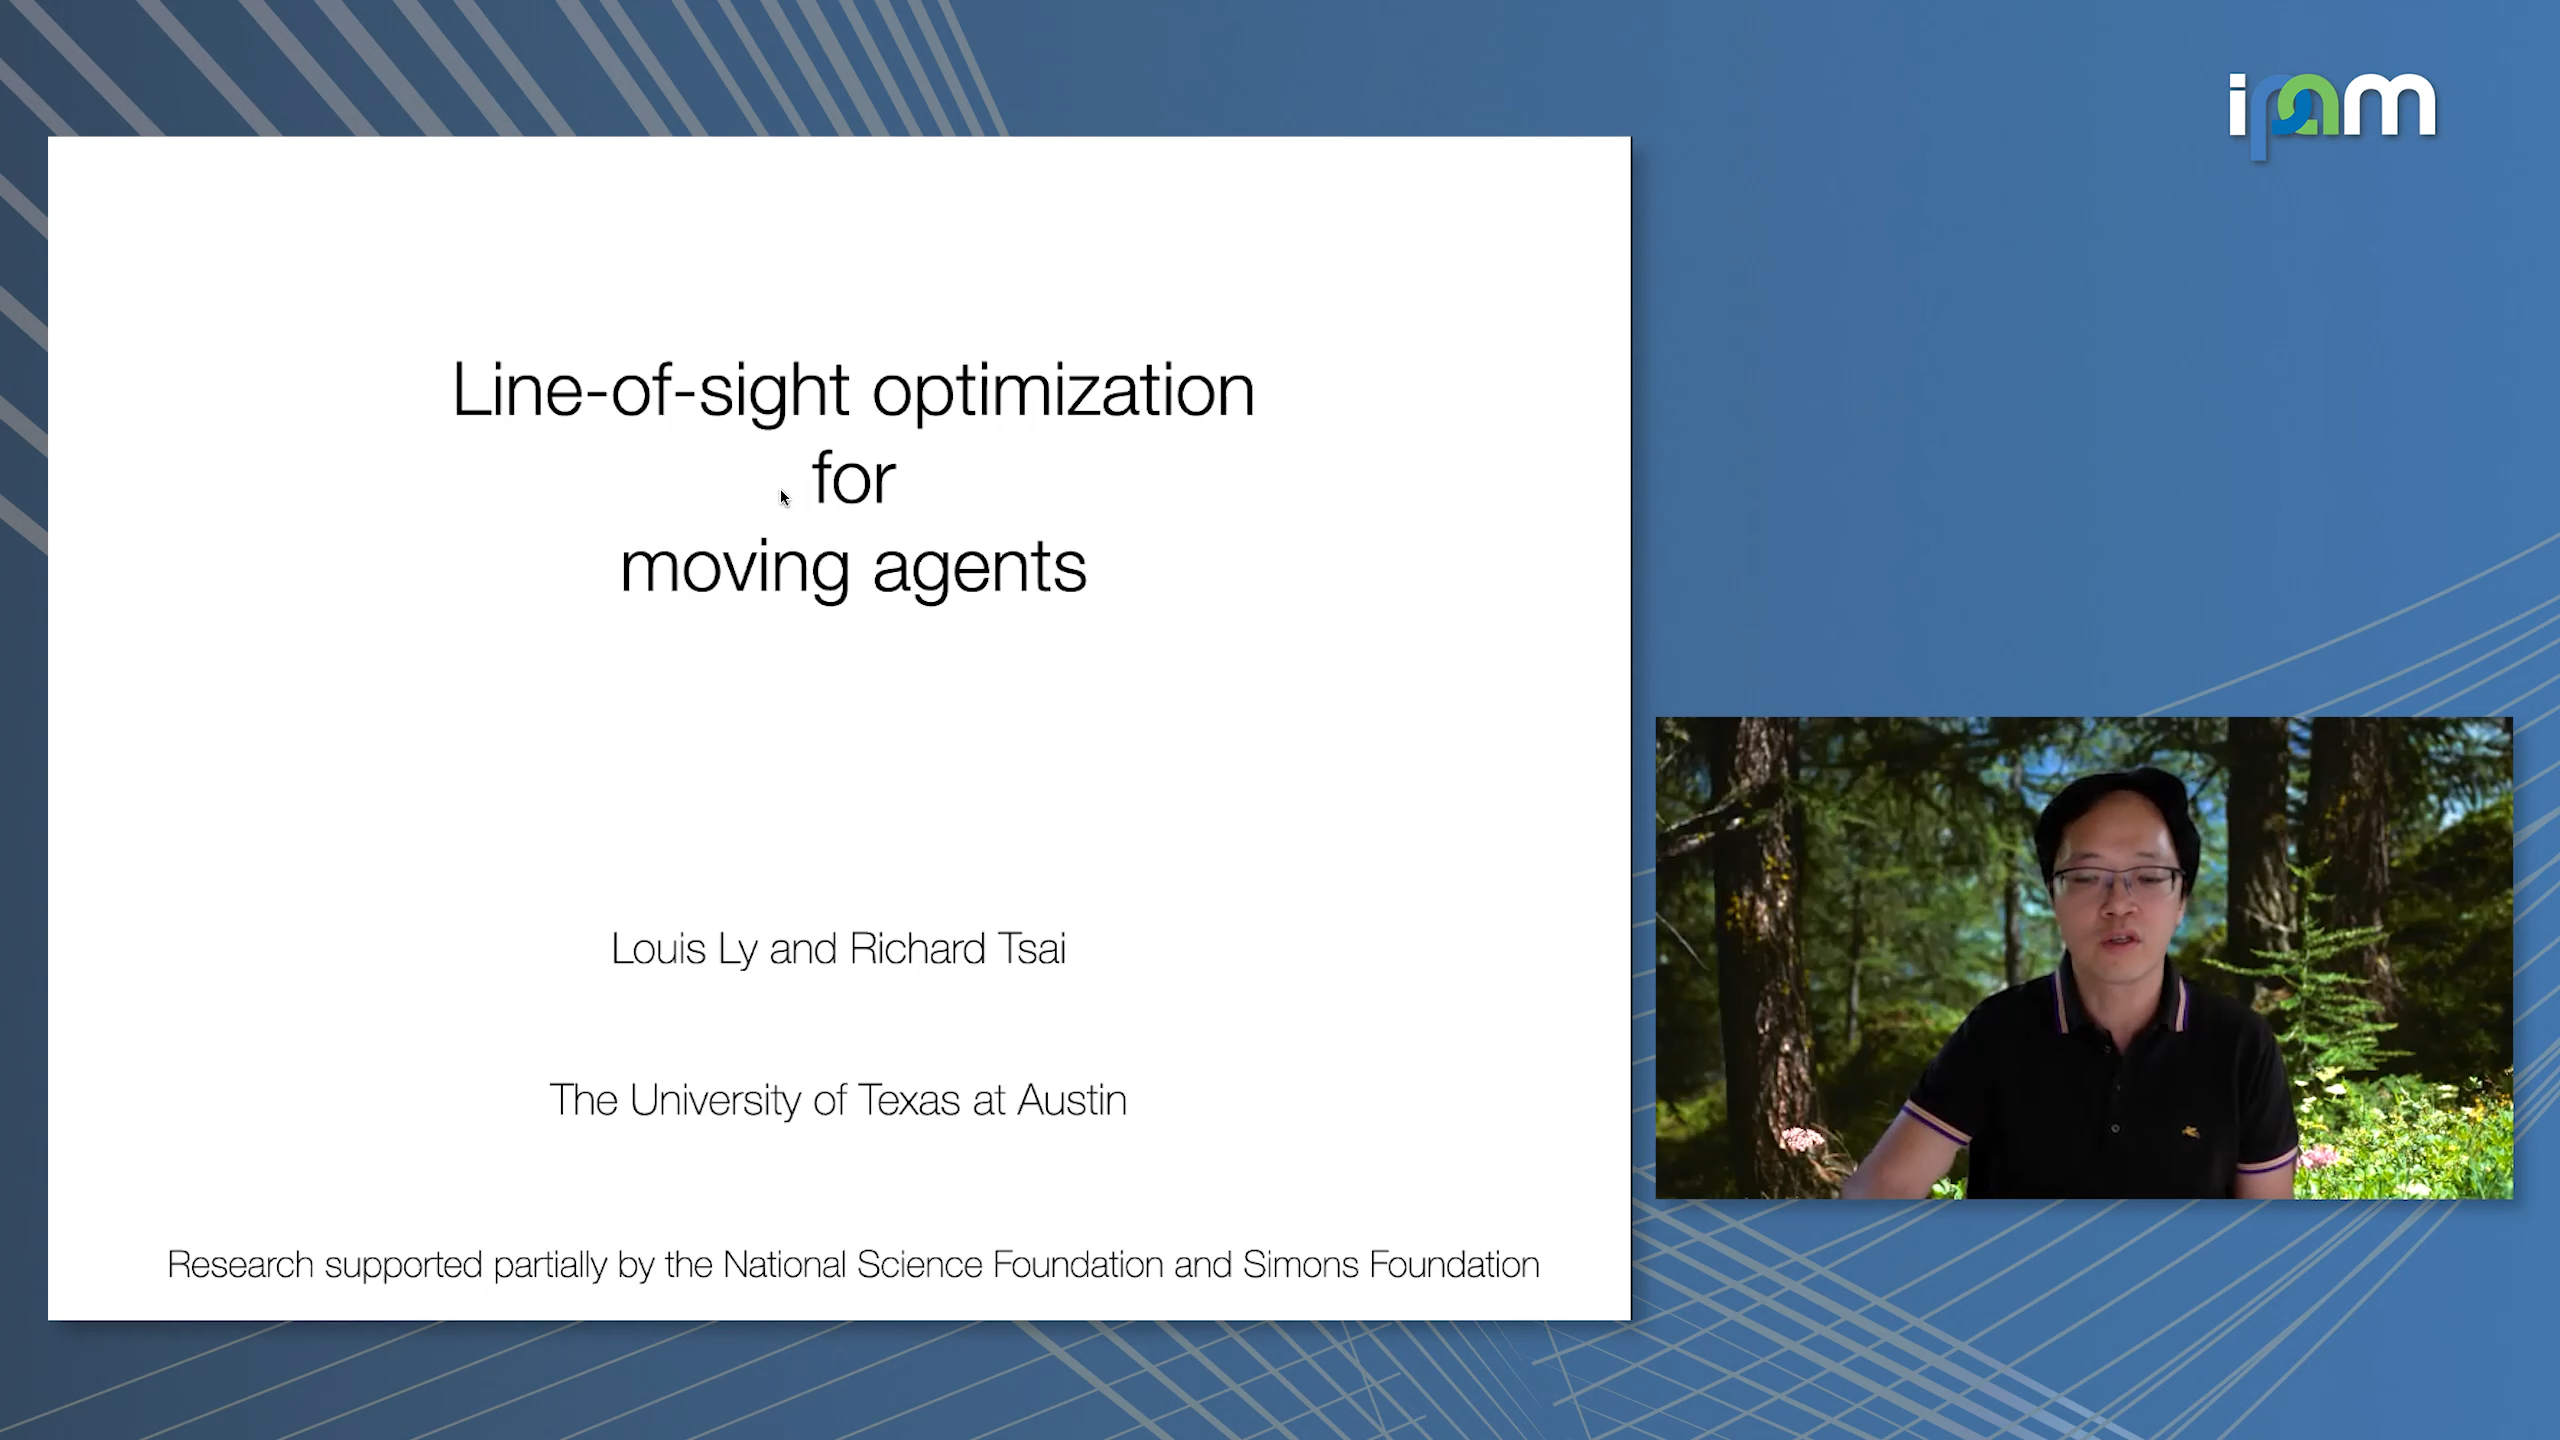 ipam
Line-of-sight optimization
for
moving agents
Louis Ly and Richard Tsai
The University of Texas at Austin
Research supported partially by the National Science Foundation and Simons Foundation